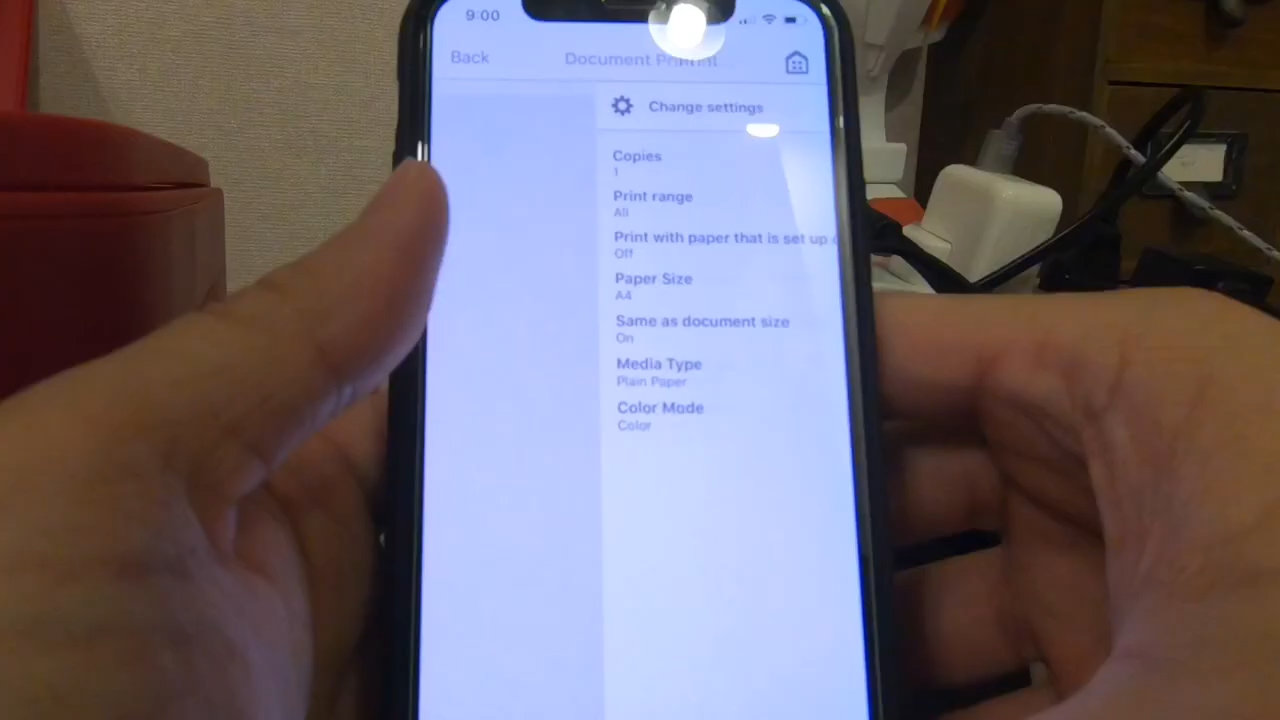 9:00
Back
Document Print
Change settings
Copies
1
Print range
All
Print with paper that is set up
Off
Paper Size
A4
Same as document size
On
Media Type
Plain Paper
Color Mode
Color